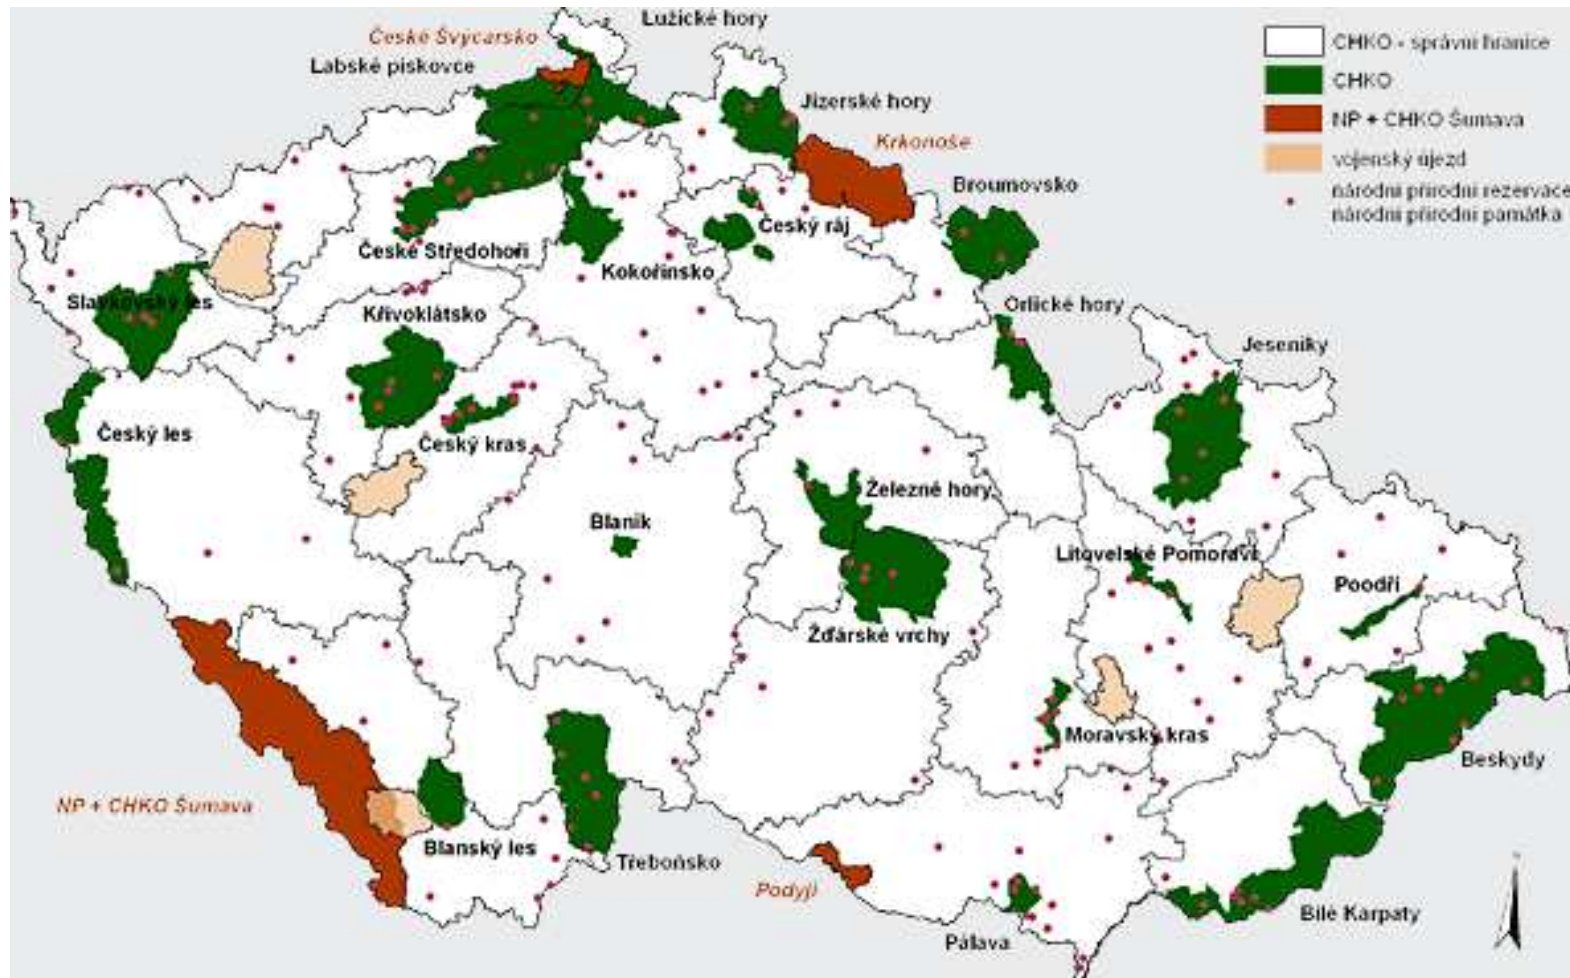 Lužické hory
České Švýcarsko
Labské pískovce
CHKO - správní hranice
CHKO
NP + CHKO Šumava
vojenský újezd
národní přírodní rezervace
národní přírodní památka
Jizerské hory
Krkonoše
Broumovsko
Český ráj
České Středohoří
Kokořínsko
Slavkovský les
Křivoklátsko
Orlické hory
Jeseníky
Český les
Český kras
Železné hory
Blaník
Litovelské Pomoraví
Poodří
Žďárské vrchy
Moravský kras
Beskydy
NP + CHKO Šumava
Blanský les
Třeboňsko
Podyjí
Bílé Karpaty
Pálava